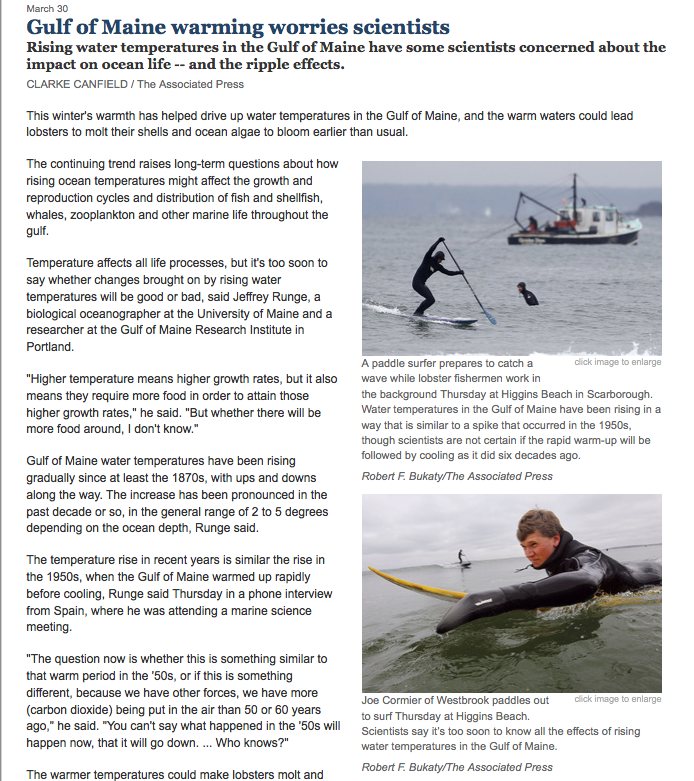 March 30
Gulf of Maine warming worries scientists
Rising water temperatures in the Gulf of Maine have some scientists concerned about the
impact on ocean life -- and the ripple effects.
CLARKE CANFIELD / The Associated Press
This winter's warmth has helped drive up water temperatures in the Gulf of Maine, and the warm waters could lead
lobsters to molt their shells and ocean algae to bloom earlier than usual.
The continuing trend raises long-term questions about how
rising ocean temperatures might affect the growth and
reproduction cycles and distribution of fish and shellfish,
whales, zooplankton and other marine life throughout the
gulf.
Temperature affects all life processes, but it's too soon to
say whether changes brought on by rising water
temperatures will be good or bad, said Jeffrey Runge, a
biological oceanographer at the University of Maine and a
researcher at the Gulf of Maine Research Institute in
Portland.
"Higher temperature means higher growth rates, but it also
means they require more food in order to attain those
higher growth rates," he said. "But whether there will be
more food around, I don't know."
Gulf of Maine water temperatures have been rising
gradually since at least the 1870s, with ups and downs
along the way. The increase has been pronounced in the
past decade or so, in the general range of 2 to 5 degrees
depending on the ocean depth, Runge said.
The temperature rise in recent years is similar the rise in
the 1950s, when the Gulf of Maine warmed up rapidly
before cooling, Runge said Thursday in a phone interview
from Spain, where he was attending a marine science
meeting.
"The question now is whether this is something similar to
that warm period in the '50s, or if this is something
different, because we have other forces, we have more
(carbon dioxide) being put in the air than 50 or 60 years
ago," he said. "You can't say what happened in the '50s will
happen now, that it will go down. ... Who knows?"
The warmer temperatures could make lobsters molt and
click image to enlarge
A paddle surfer prepares to catch a
wave while lobster fishermen work in
the background Thursday at Higgins Beach in Scarborough.
Water temperatures in the Gulf of Maine have been rising in a
way that is similar to a spike that occurred in the 1950s,
though scientists are not certain if the rapid warm-up will be
followed by cooling as it did six decades ago.
Robert F. Bukaty/The Associated Press
click image to enlarge
Joe Cormier of Westbrook paddles out
to surf Thursday at Higgins Beach.
Scientists say it's too soon to know all the effects of rising
water temperatures in the Gulf of Maine.
Robert F. Bukaty/The Associated Press